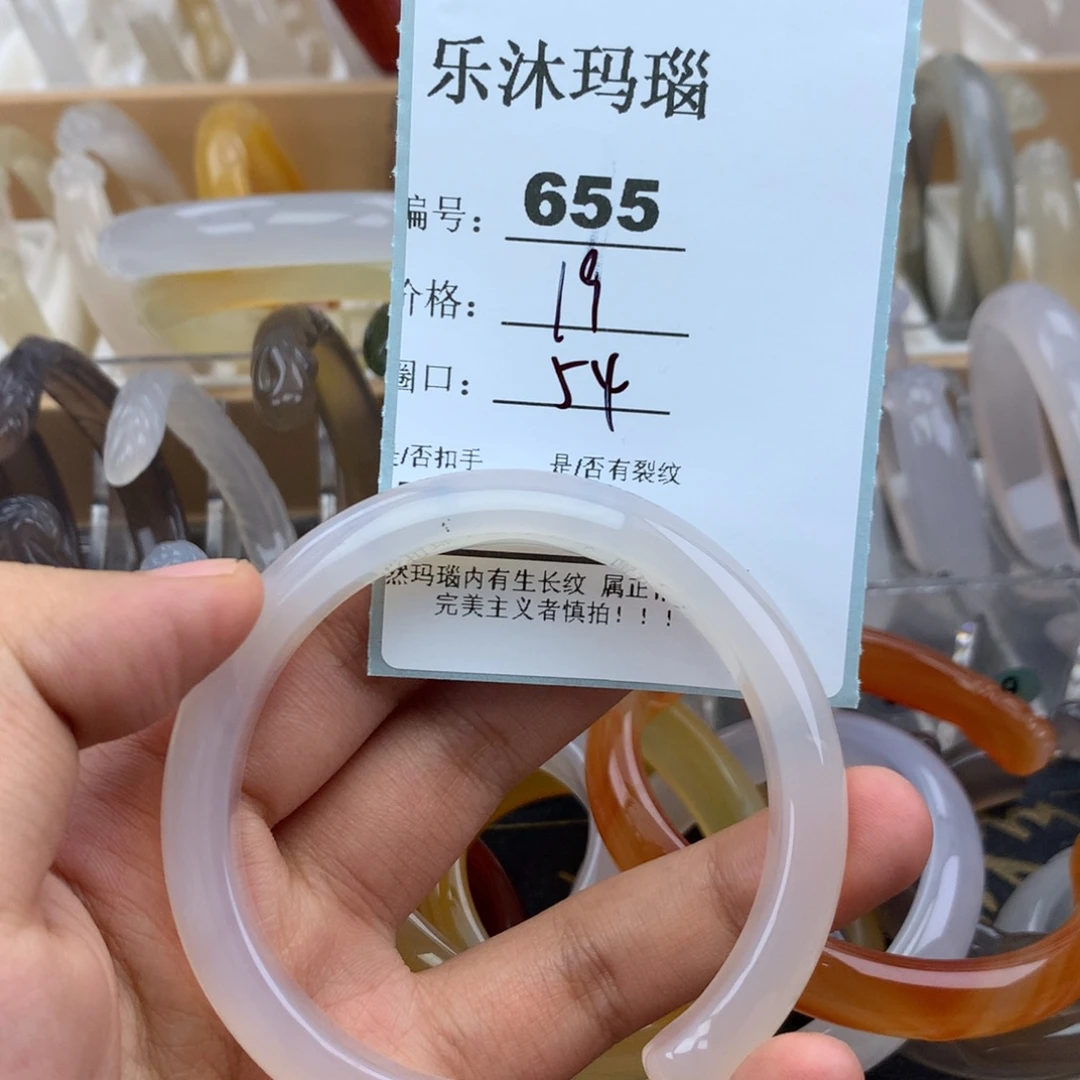 乐沐玛瑙
编号：655
价格：19
圈口：54
是/否扣手 是/否有裂纹
然玛瑙内有生长纹 属正
完美主义者慎拍！！！